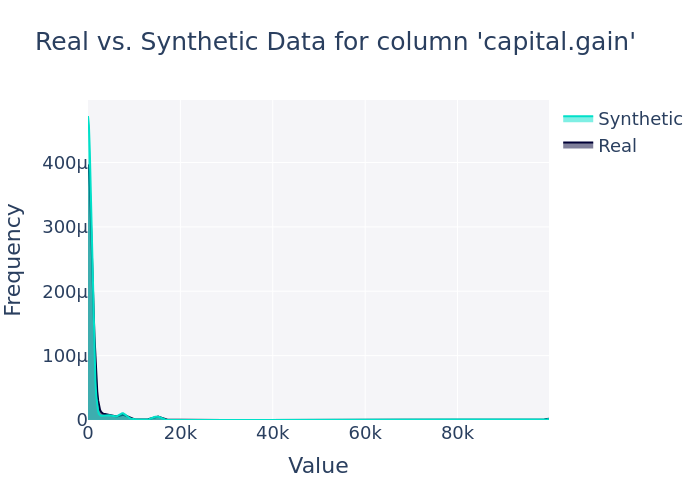 Real vs. Synthetic Data for column 'capital.gain'
Synthetic
Real
400μ
300μ
200μ
100μ
0
0 20k 40k 60k 80k
Frequency
Value